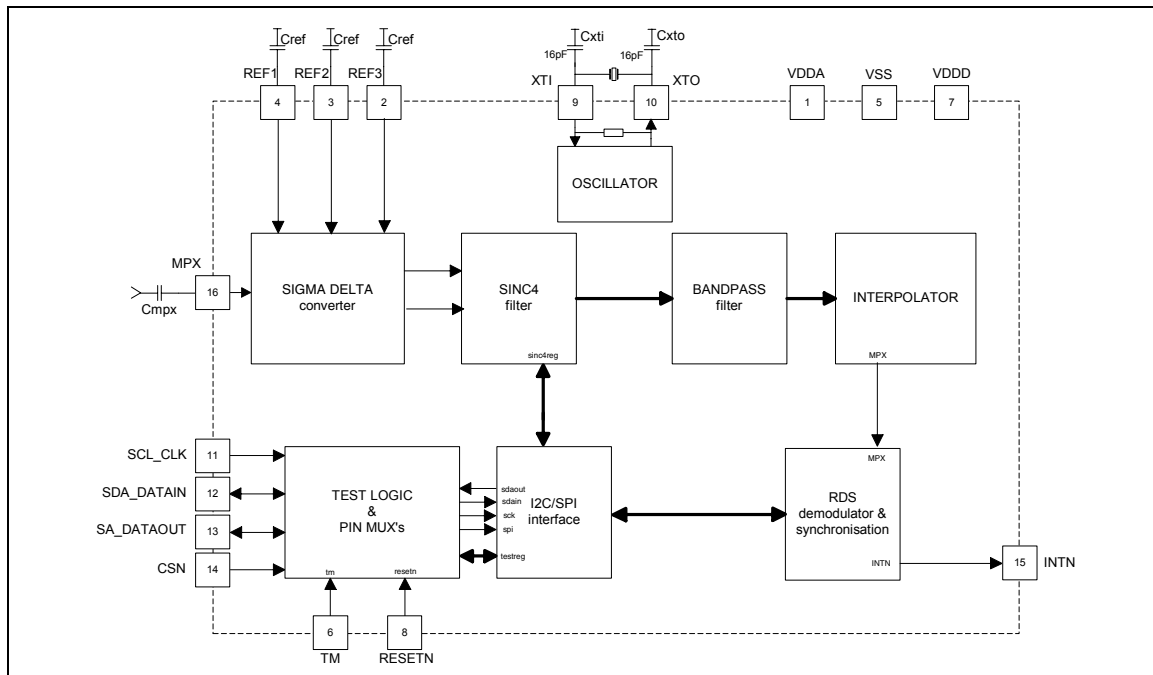 Cref
Cref
Cref
Cxti
Cxto
16pF
16pF
REF1
REF2
REF3
XTI
XTO
VDDA
VSS
VDDD
4
3
2
9
10
1
5
7
OSCILLATOR
MPX
16
Cmpx
SIGMA DELTA
converter
SINC4
filter
sinc4reg
BANDPASS
filter
INTERPOLATOR
MPX
SCL_CLK
11
SDA_DATAIN
12
SA_DATAOUT
13
CSN
14
TEST LOGIC
&
PIN MUX's
tm
resetn
sdaout
sdain
sck
spi
testreg
I2C/SPI
interface
MPX
RDS
demodulator &
synchronisation
INTN
15
INTN
6
8
TM
RESETN